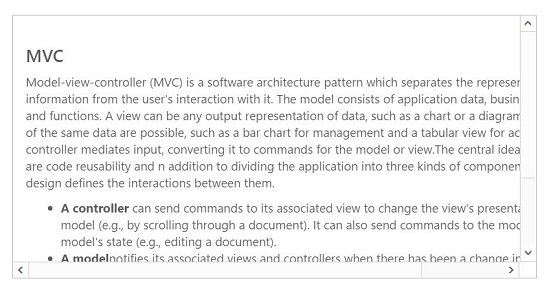 MVC
Model-view-controller (MVC) is a software architecture pattern which separates the represer
information from the user's interaction with it. The model consists of application data, busin
and functions. A view can be any output representation of data, such as a chart or a diagram
of the same data are possible, such as a bar chart for management and a tabular view for ac
controller mediates input, converting it to commands for the model or view.The central idea
are code reusability and n addition to dividing the application into three kinds of componen
design defines the interactions between them.
• A controller can send commands to its associated view to change the view's presenta
model (e.g., by scrolling through a document). It can also send commands to the mod
model's state (e.g., editing a document).
• A modelnotifies its associated views and controllers when there has been a change in